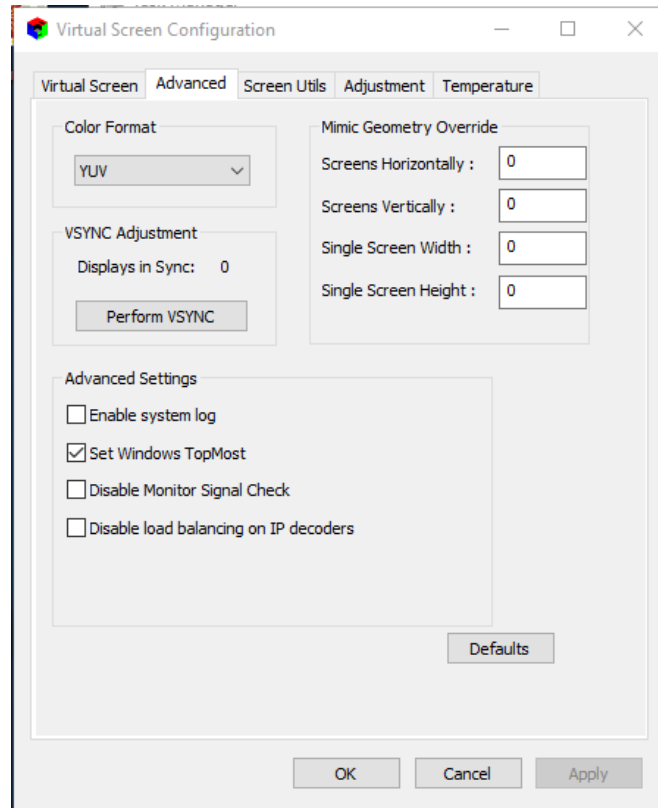 Virtual Screen Configuration
Virtual Screen Advanced Screen Utils Adjustment Temperature
Color Format
YUV
VSYNC Adjustment
Displays in Sync: 0
Perform VSYNC
Mimic Geometry Override
Screens Horizontally : 0
Screens Vertically : 0
Single Screen Width : 0
Single Screen Height : 0
Advanced Settings
Enable system log
Set Windows TopMost
Disable Monitor Signal Check
Disable load balancing on IP decoders
Defaults
OK Cancel Apply